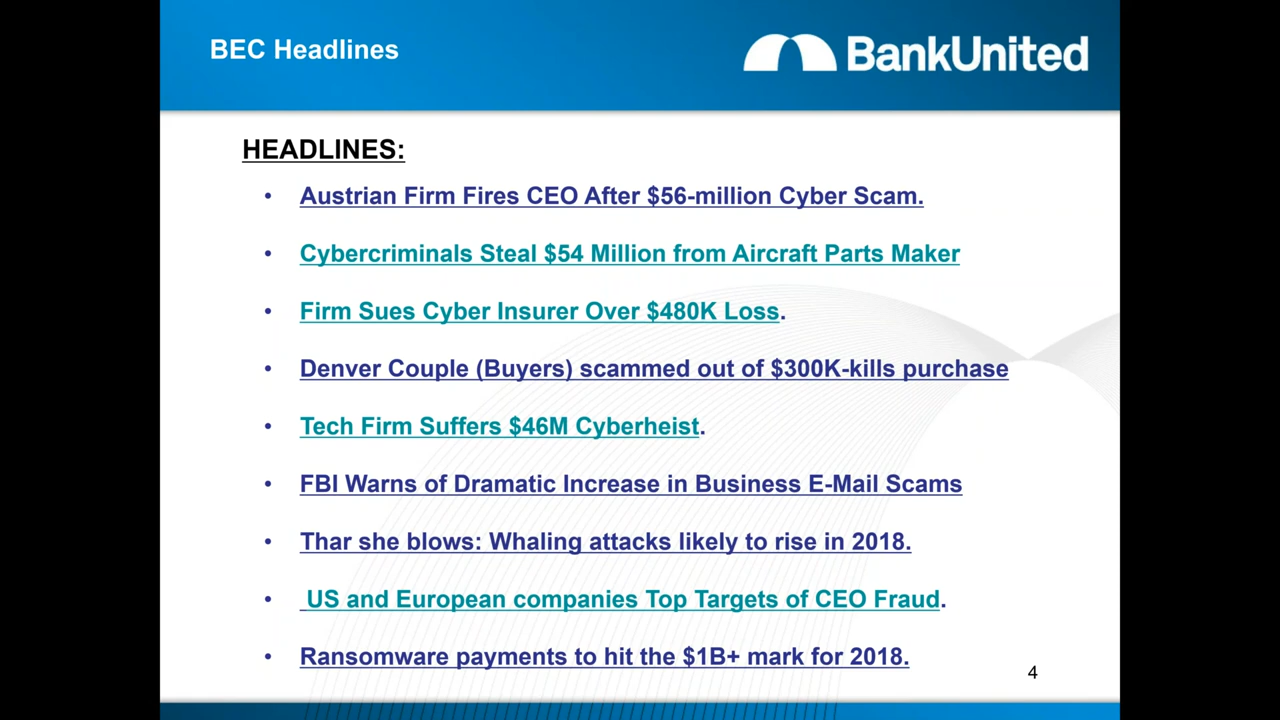 BEC Headlines
BankUnited
HEADLINES:
• Austrian Firm Fires CEO After $56-million Cyber Scam.
• Cybercriminals Steal $54 Million from Aircraft Parts Maker
• Firm Sues Cyber Insurer Over $480K Loss.
• Denver Couple (Buyers) scammed out of $300K-kills purchase
• Tech Firm Suffers $46M Cyberheist.
• FBI Warns of Dramatic Increase in Business E-Mail Scams
• Thar she blows: Whaling attacks likely to rise in 2018.
• US and European companies Top Targets of CEO Fraud.
• Ransomware payments to hit the $1B+ mark for 2018.
4